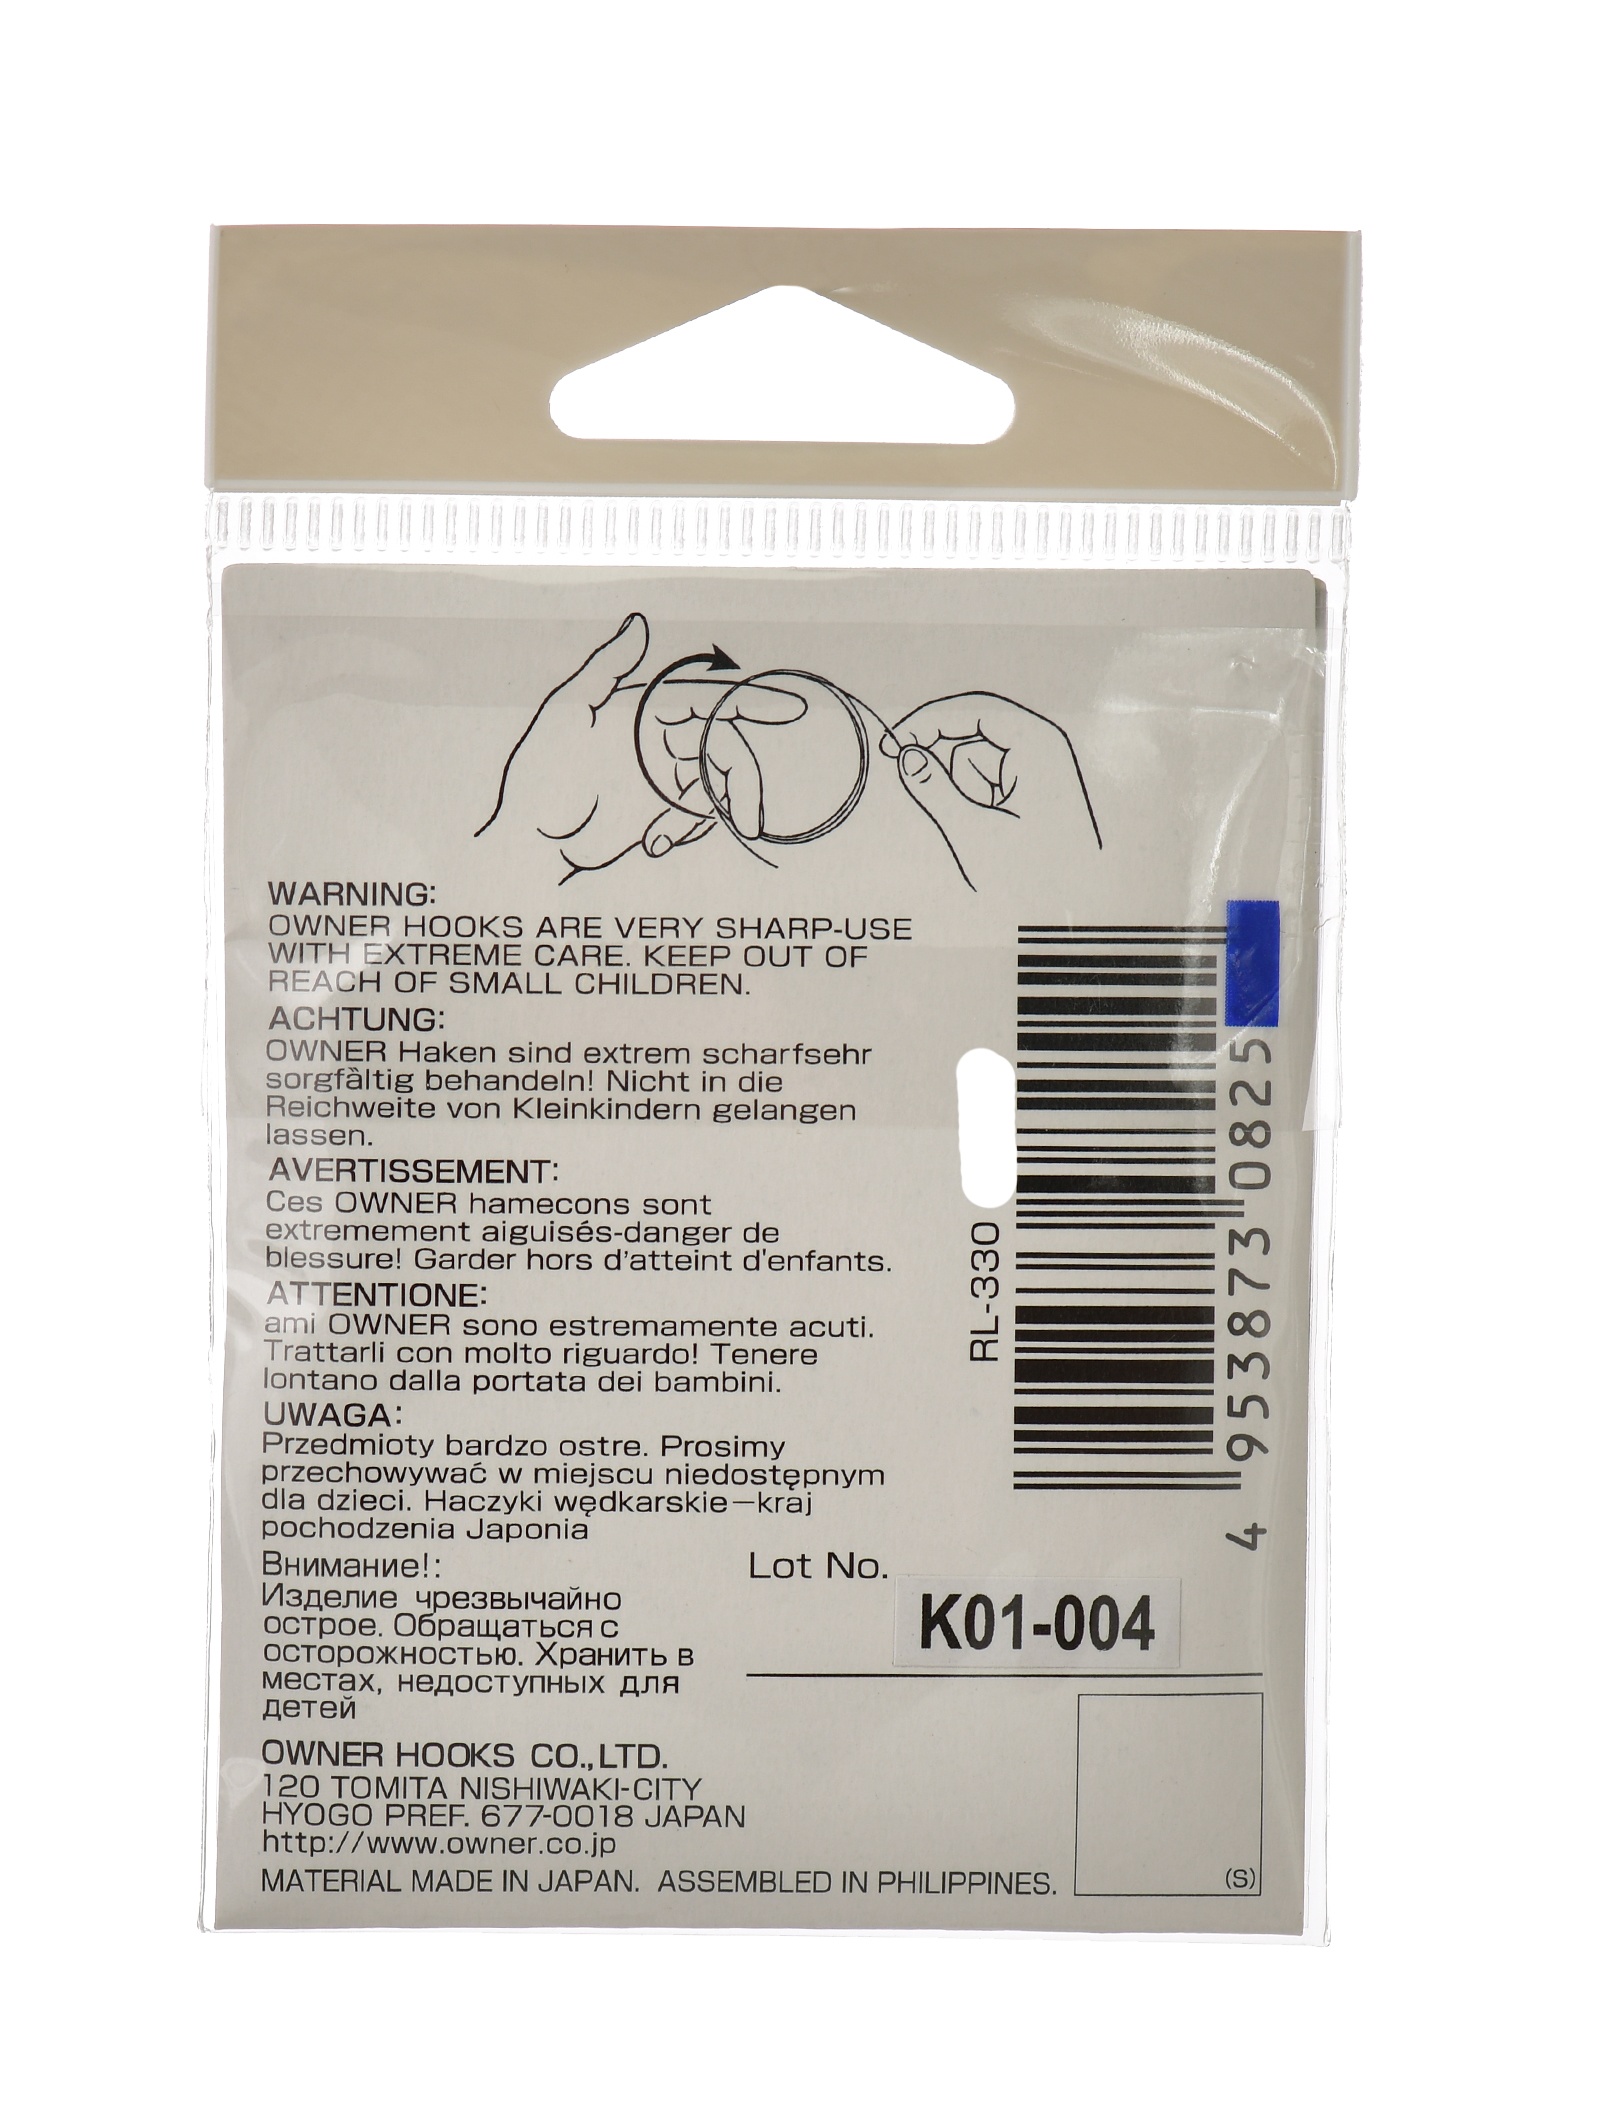 WARNING:
OWNER HOOKS ARE VERY SHARP-USE
WITH EXTREME CARE. KEEP OUT OF
REACH OF SMALL CHILDREN.
ACHTUNG:
OWNER Haken sind extrem scharfsehr
sorgfältig behandeln! Nicht in die
Reichweite von Kleinkindern gelangen
lassen.
AVERTISSEMENT:
Ces OWNER hamecons sont
extremement aiguisés-danger de
blessure! Garder hors d'atteint d'enfants.
ATTENTIONE:
ami OWNER sono estremamente acuti.
Trattarli con molto riguardo! Tenere
lontano dalla portata dei bambini.
UWAGA:
Przedmioty bardzo ostre. Prosimy
przechowywać w miejscu niedostępnym
dla dzieci. Haczyki wędkarskie—kraj
pochodzenia Japonia
Внимание!:
Изделие чрезвычайно
острое. Обращаться с
осторожностью. Хранить в
местах, недоступных для
детей
OWNER HOOKS CO.,LTD.
120 TOMITA NISHIWAKI-CITY
HYOGO PREF. 677-0018 JAPAN
http://www.owner.co.jp
MATERIAL MADE IN JAPAN. ASSEMBLED IN PHILIPPINES.
RL-330
4 953873 080825
Lot No.
K01-004
(S)